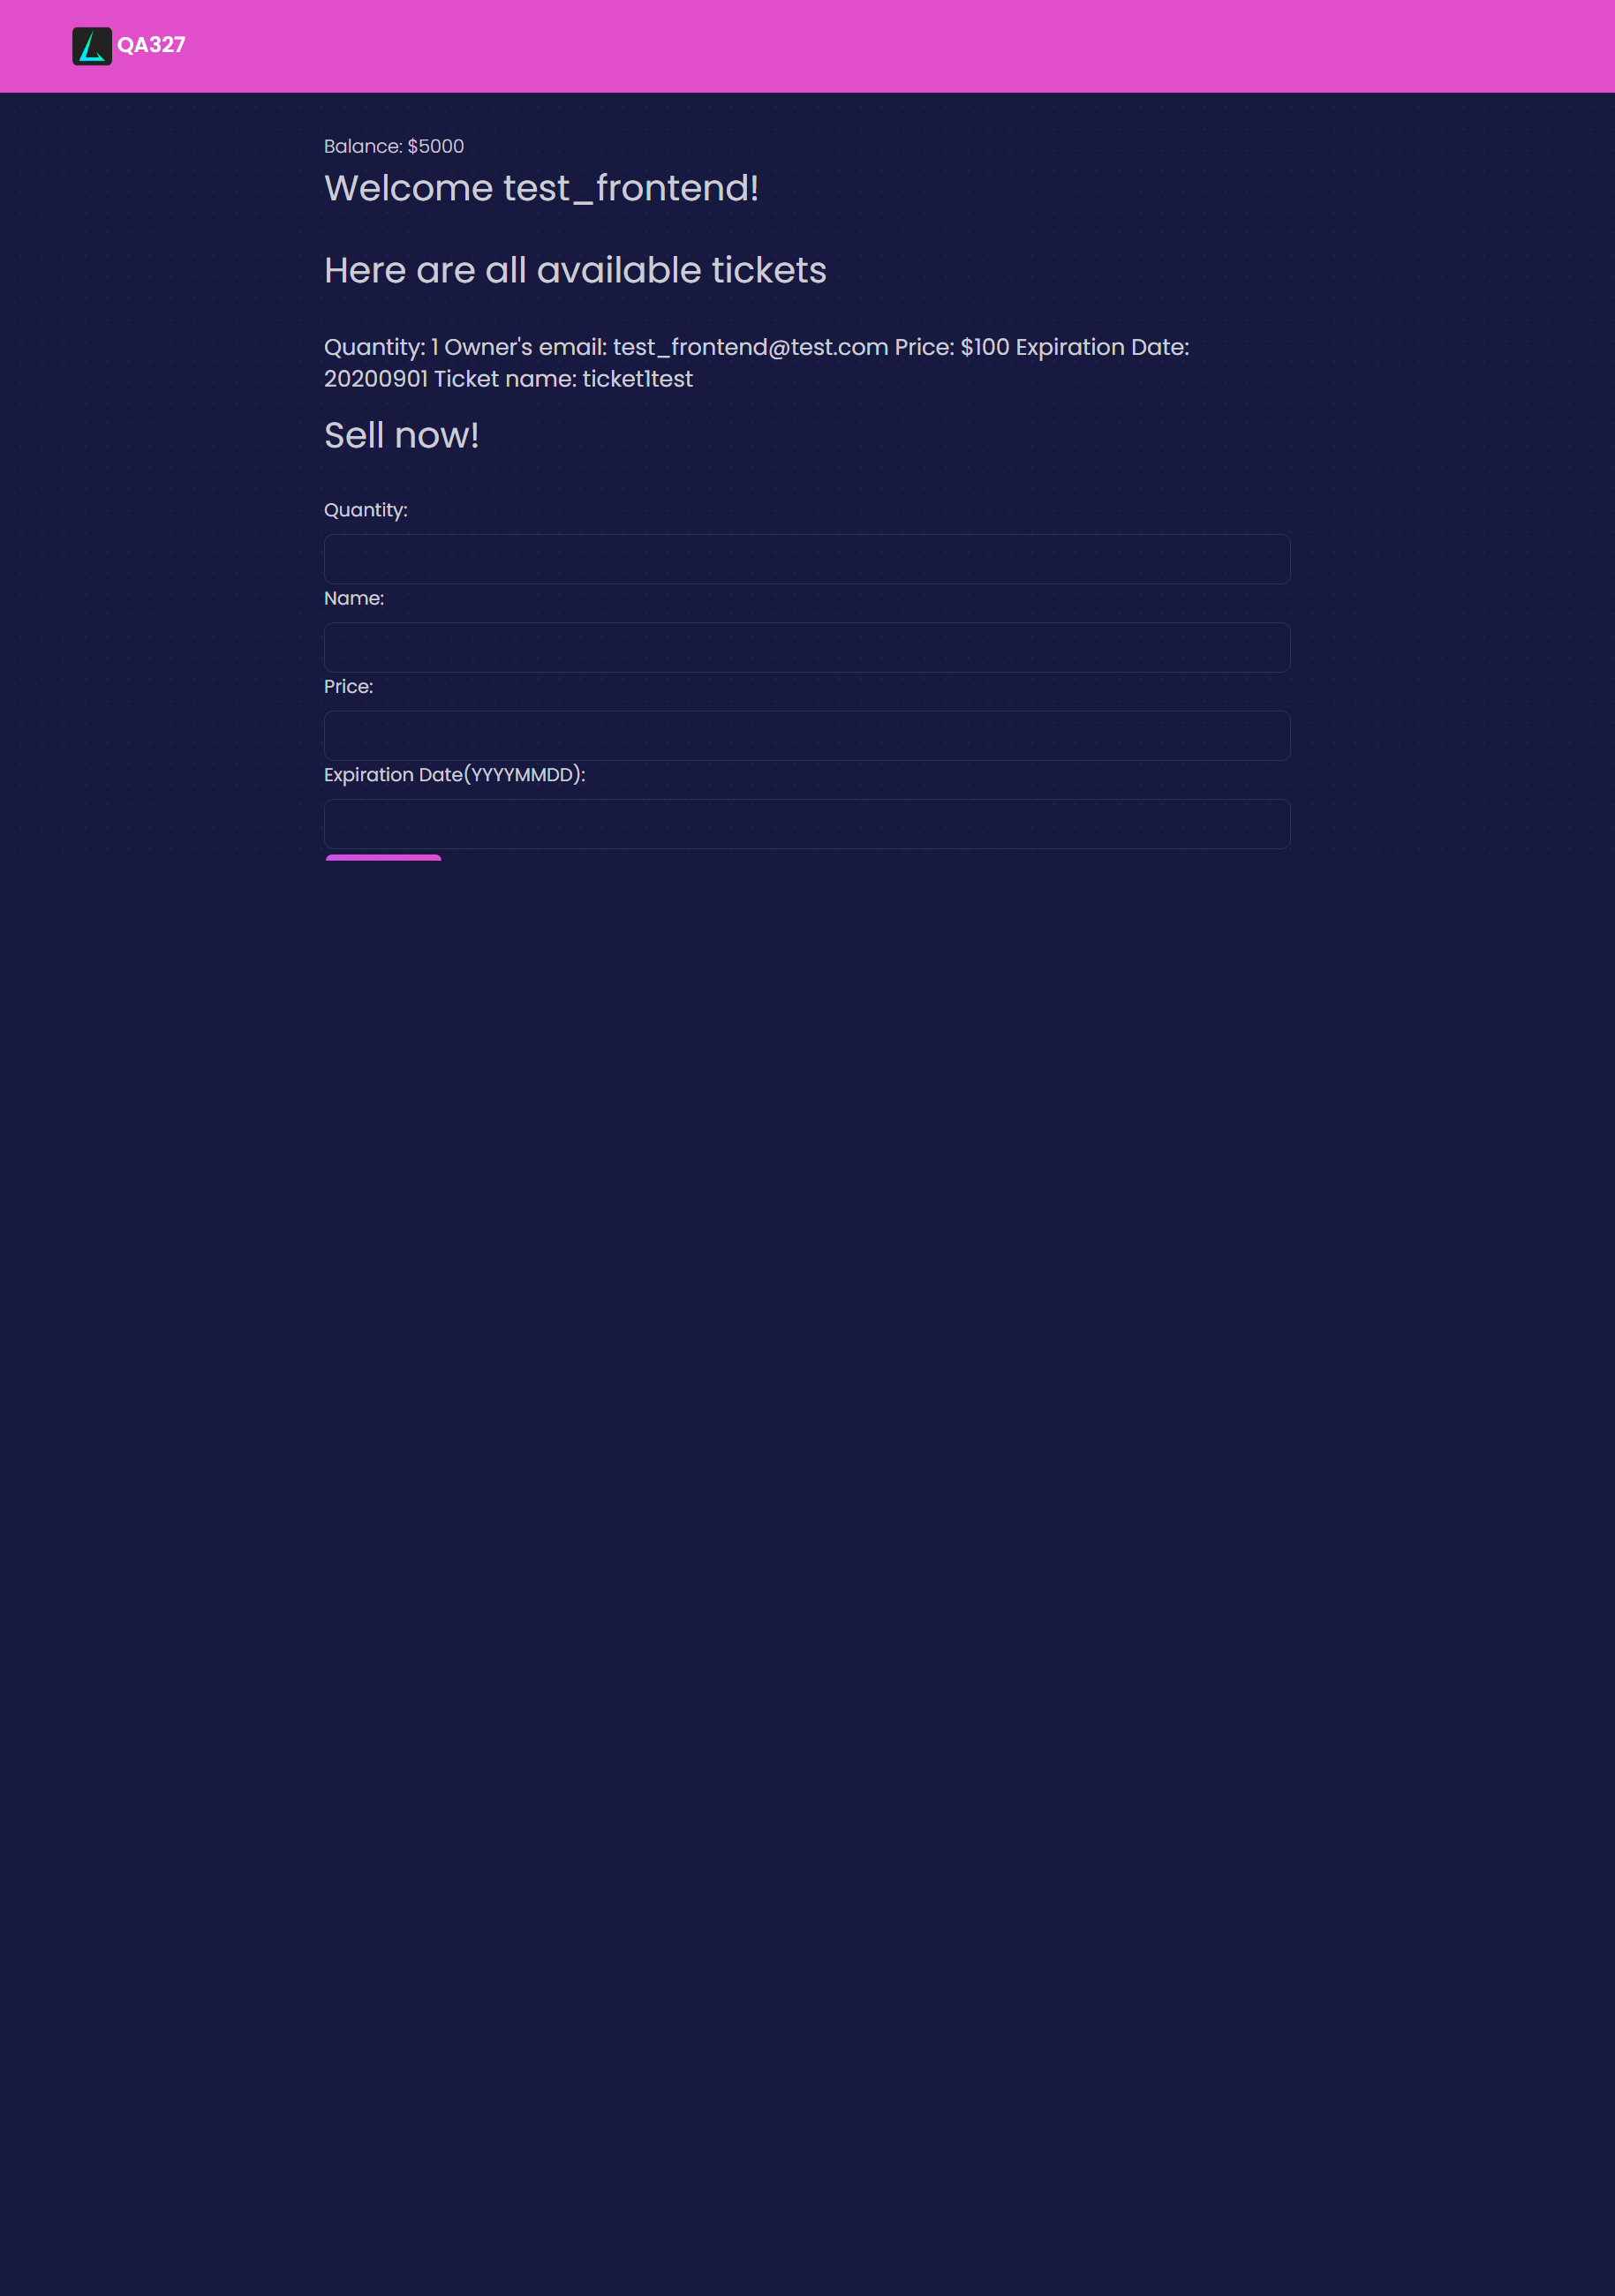 QA327
Balance: $5000
Welcome test_frontend!
Here are all available tickets
Quantity: 1 Owner's email: test_frontend@test.com Price: $100 Expiration Date:
20200901 Ticket name: ticket1test
Sell now!
Quantity:
Name:
Price:
Expiration Date(YYYYMMDD):